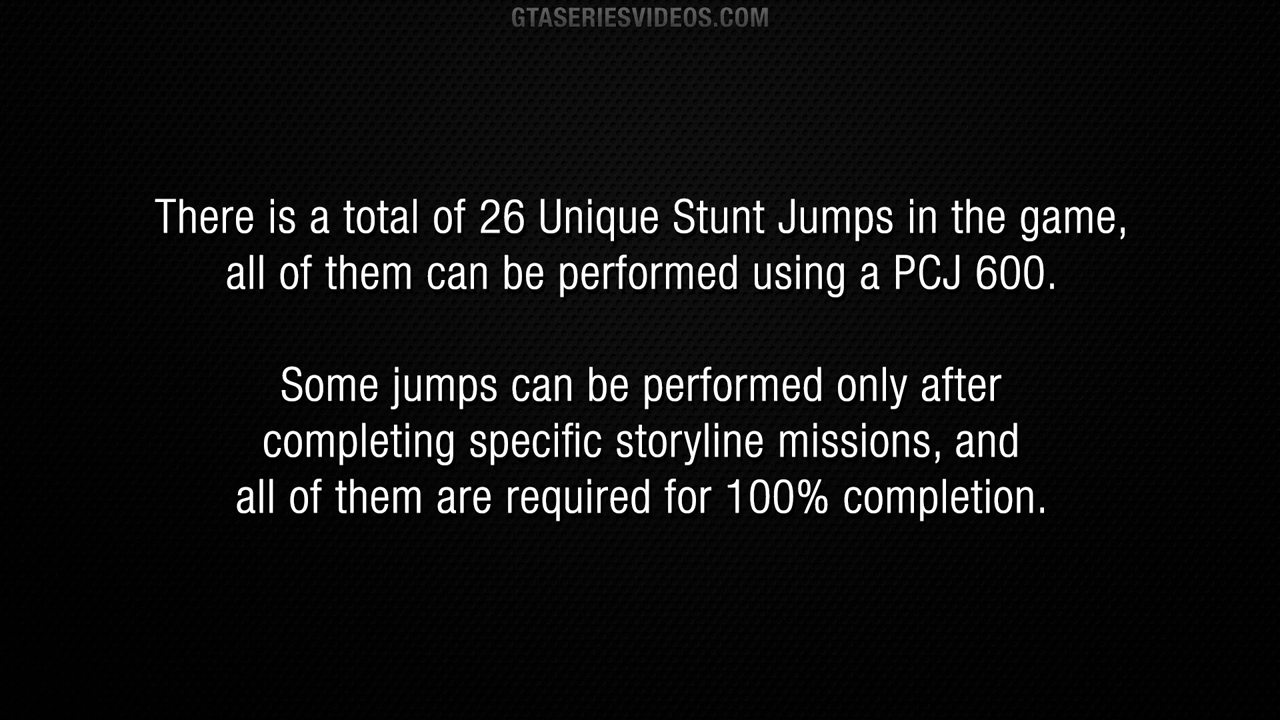 GTASERIESVIDEOS.COM
There is a total of 26 Unique Stunt Jumps in the game,
all of them can be performed using a PCJ 600.
Some jumps can be performed only after
completing specific storyline missions, and
all of them are required for 100% completion.